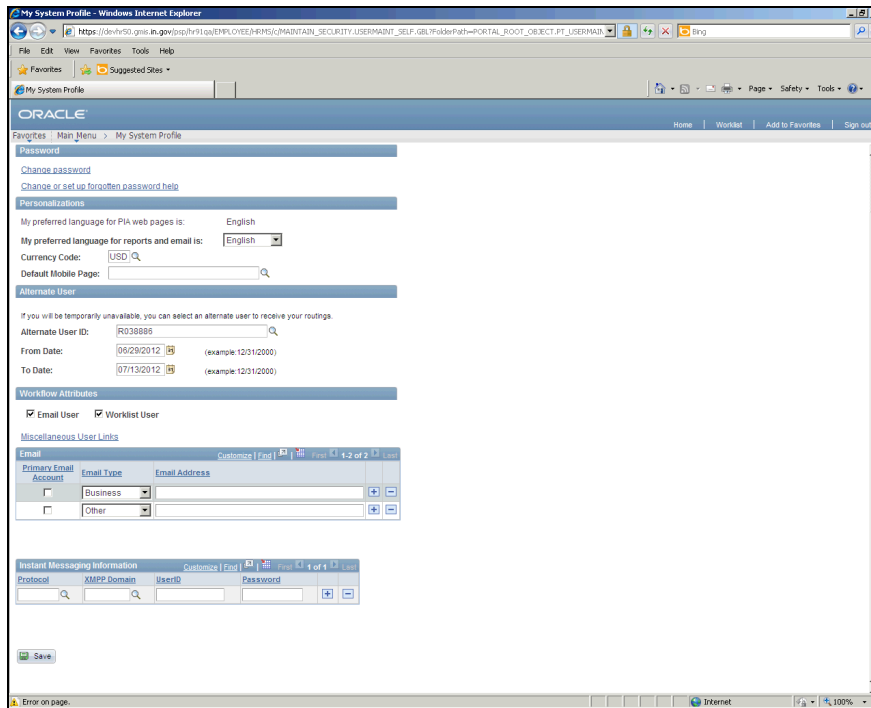 My System Profile - Windows Internet Explorer
https://devhr50.gmis.in.gov/psp/hr91qa/EMPLOYEE/HRMS/c/MAINTAIN_SECURITY.USERMAINT_SELF.GBL?FolderPath=PORTAL_ROOT_OBJECT.PT_USERMAIN
Bing
File Edit View Favorites Tools Help
Favorites Suggested Sites
My System Profile
Page Safety Tools
ORACLE
Home | Worklist | Add to Favorites | Sign out
Favorites Main Menu > My System Profile
Password
Change password
Change or set up forgotten password help
Personalizations
My preferred language for PIA web pages is: English
My preferred language for reports and email is: English
Currency Code: USD
Default Mobile Page:
Alternate User
If you will be temporarily unavailable, you can select an alternate user to receive your routings.
Alternate User ID: R038886
From Date: 06/29/2012 (example:12/31/2000)
To Date: 07/13/2012 (example:12/31/2000)
Workflow Attributes
Email User Worklist User
Miscellaneous User Links
Email Customize | Find | First 1-2 of 2 Last
Primary Email Account Email Type Email Address
Business
Other
Instant Messaging Information Customize | Find | First 1 of 1 Last
Protocol XMPP Domain UserID Password
Save
Error on page. Internet 100%